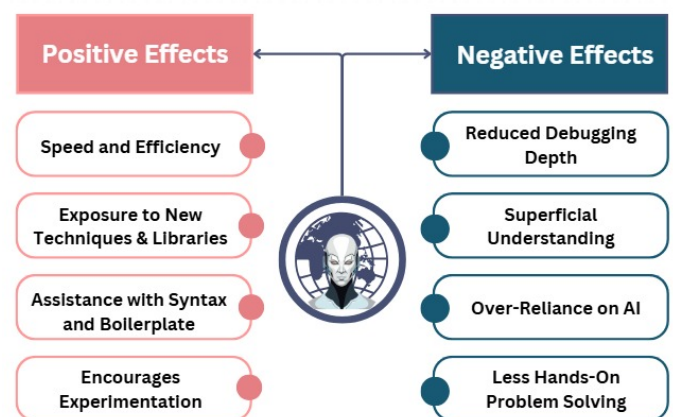 Positive Effects
Speed and Efficiency
Exposure to New
Techniques & Libraries
Assistance with Syntax
and Boilerplate
Encourages
Experimentation
Negative Effects
Reduced Debugging
Depth
Superficial
Understanding
Over-Reliance on AI
Less Hands-On
Problem Solving